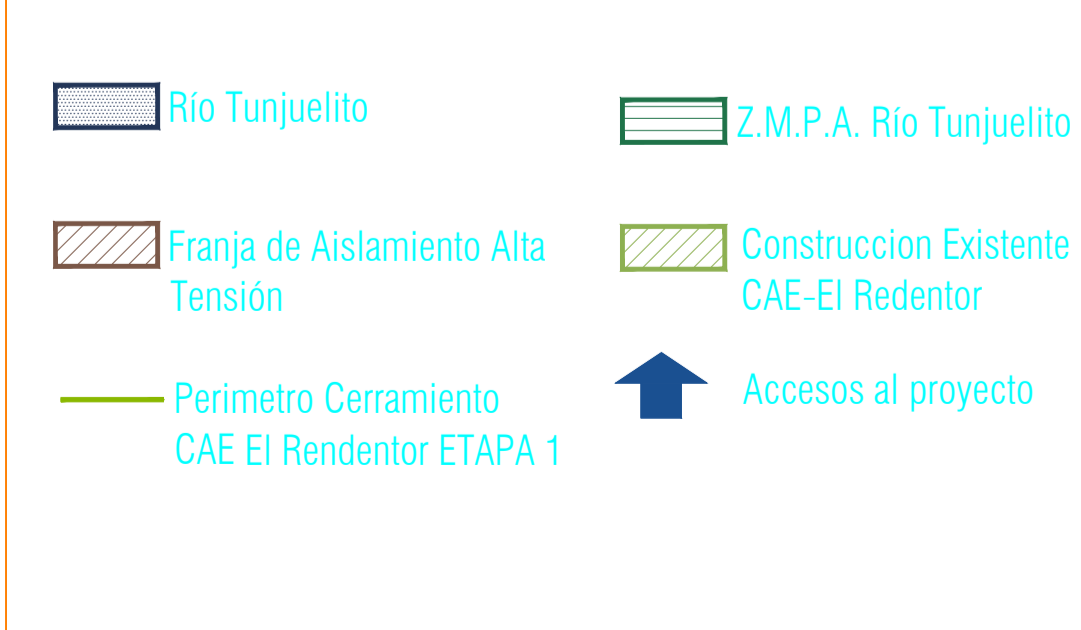 Río Tunjuelito
Z.M.P.A. Río Tunjuelito
Franja de Aislamiento Alta
Tensión
Construccion Existente
CAE-El Redentor
Perimetro Cerramiento
CAE El Rendentor ETAPA 1
Accesos al proyecto